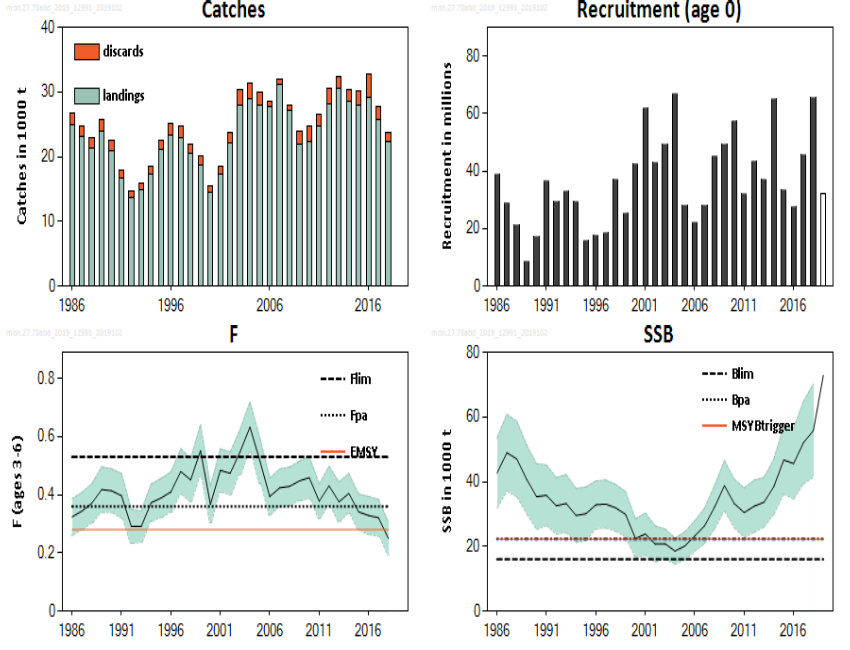 Catches
40
30
20
10
0
Catches in 1000 t
discards
landings
1986
1996
2006
2016
Recruitment (age 0)
80
60
40
20
0
Recruitment in millions
1986
1991
1996
2001
2006
2011
2016
F
0.8
0.6
0.4
0.2
0
F (ages 3-6)
Flim
Fpa
FMSY
1986
1991
1996
2001
2006
2011
2016
SSB
80
60
40
20
0
SSB in 1000 t
Blim
Bpa
MSYBtrigger
1986
1991
1996
2001
2006
2011
2016